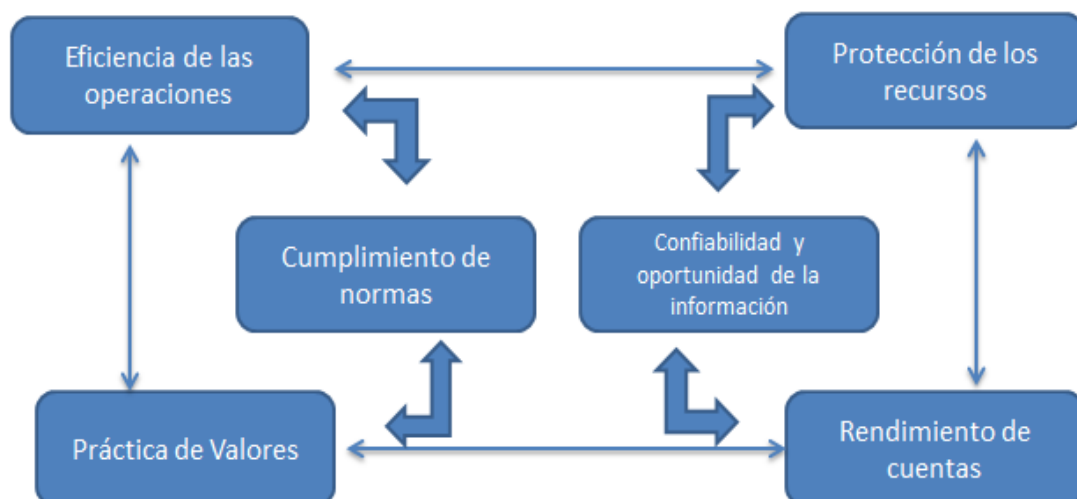 Eficiencia de las
operaciones
Protección de los
recursos
Cumplimiento de
normas
Confiabilidad y
oportunidad de la
información
Práctica de Valores
Rendimiento de
cuentas